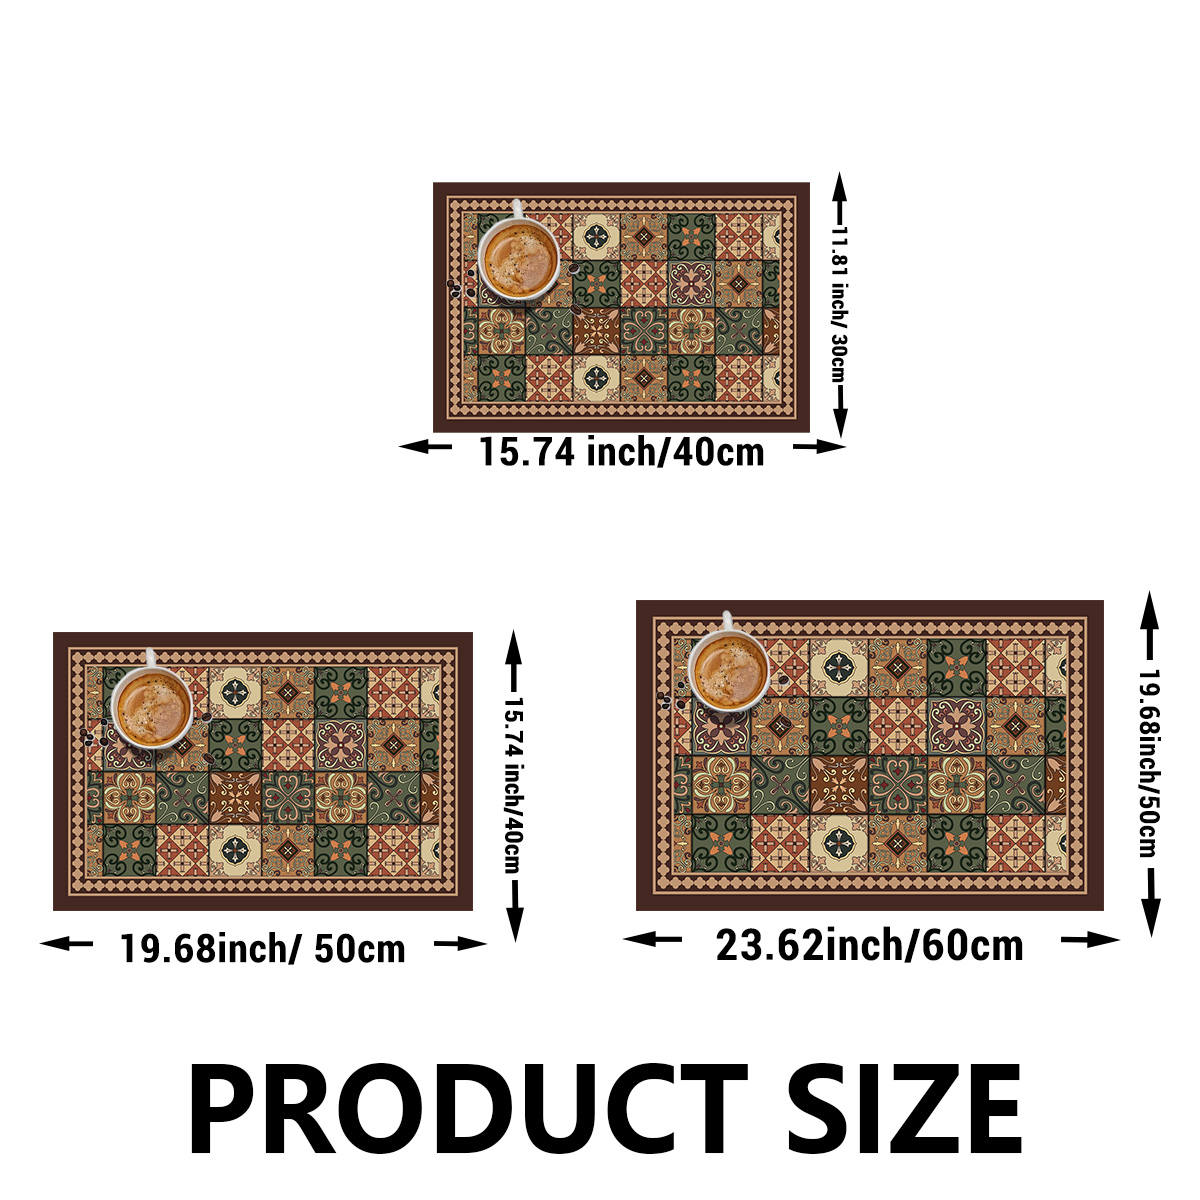 11.81 inch/ 30cm
15.74 inch/40cm
15.74 inch/40cm
19.68inch/ 50cm
19.68inch/50cm
23.62inch/60cm
PRODUCT SIZE